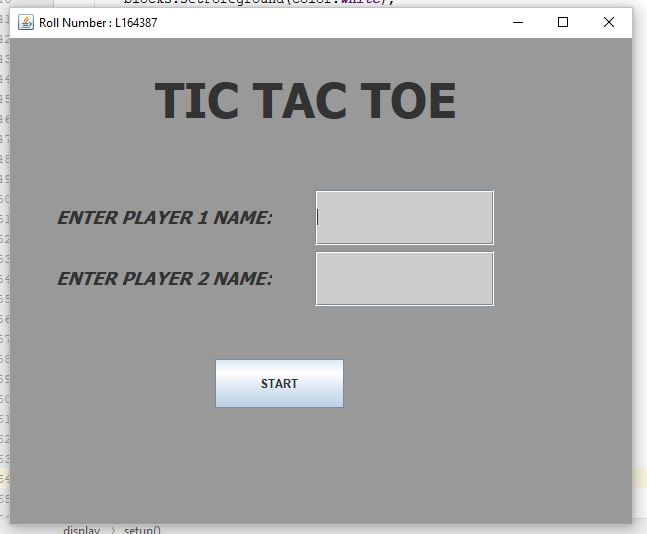 blocks.setForeground(Color.white);
Roll Number : L164387
TIC TAC TOE
ENTER PLAYER 1 NAME:
ENTER PLAYER 2 NAME:
START
display > setup()